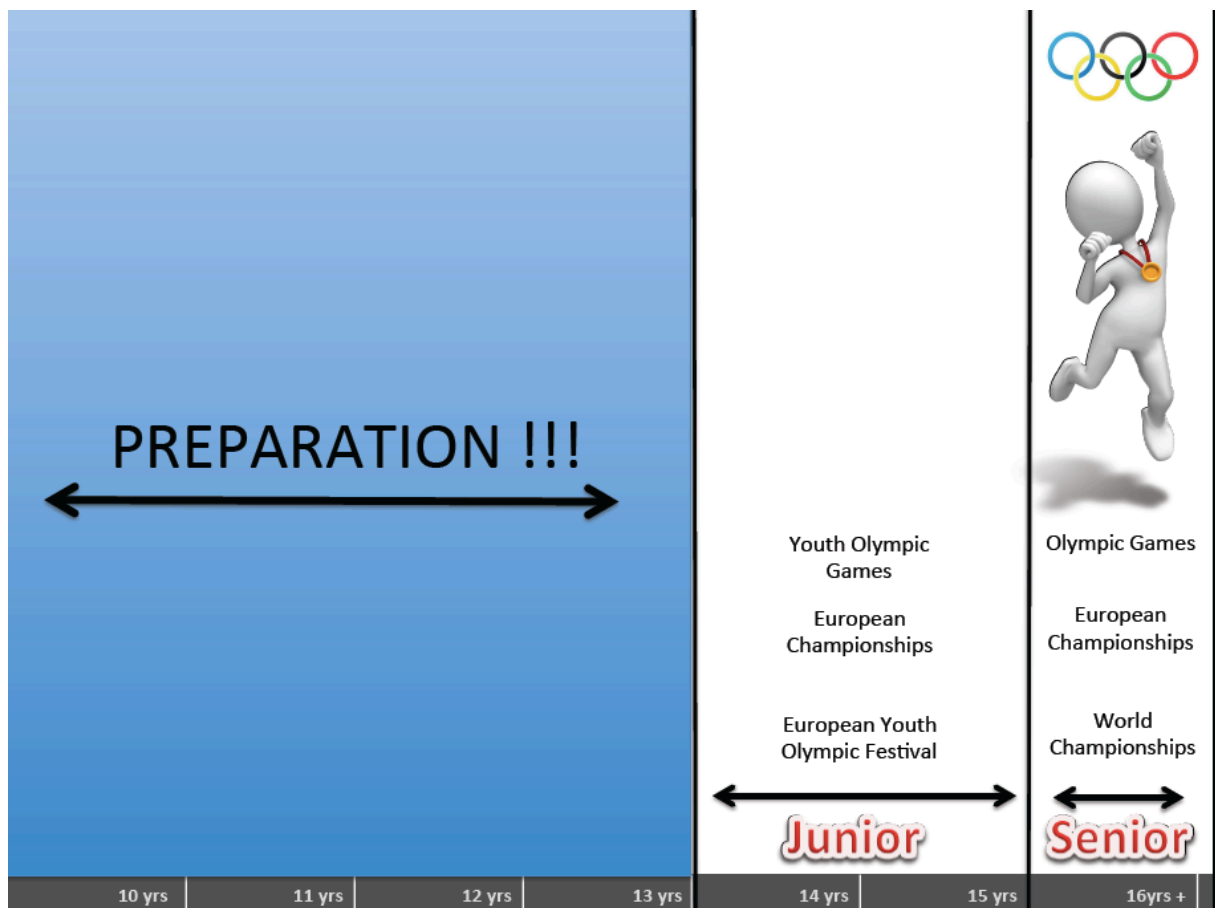 PREPARATION !!!
Youth Olympic
Games
European
Championships
European Youth
Olympic Festival
Junior
Olympic Games
European
Championships
World
Championships
Senior
10 yrs
11 yrs
12 yrs
13 yrs
14 yrs
15 yrs
16yrs +